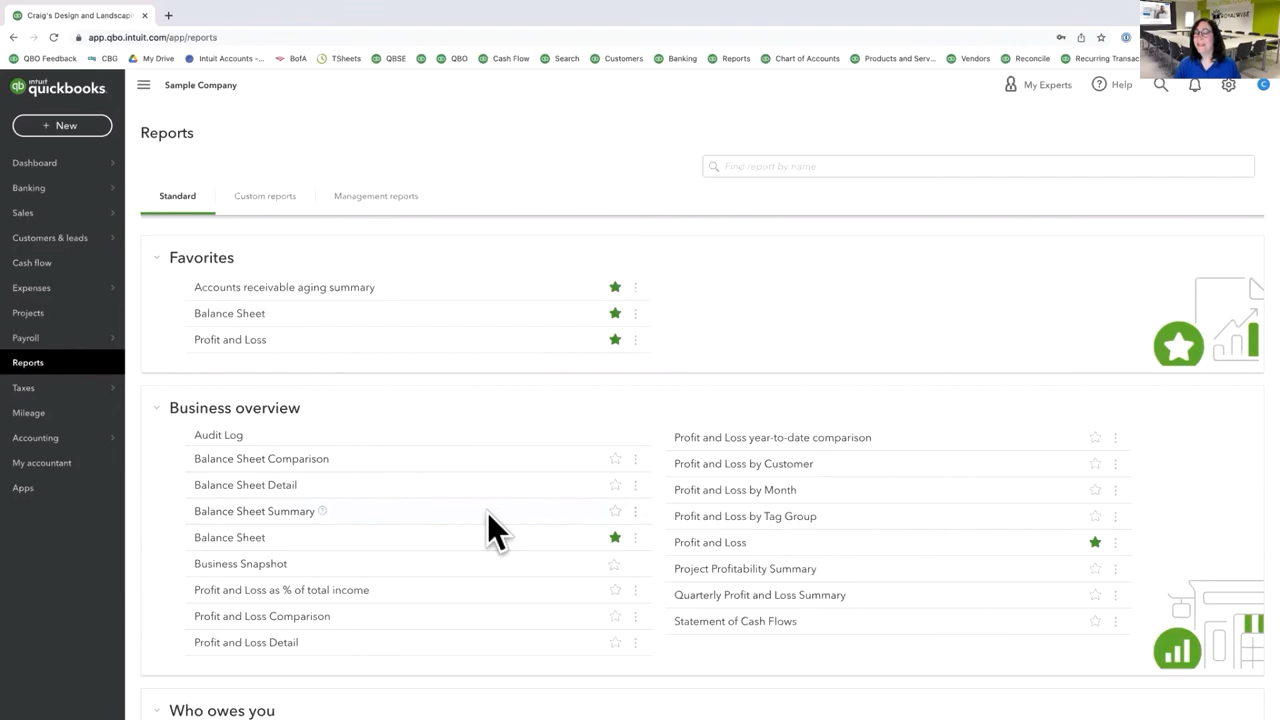 Craig's Design and Landscap
app.qbo.intuit.com/app/reports
QBO Feedback CBG My Drive Intuit Accounts -... BofA TSheets QBSE QBO Cash Flow Search Customers Banking Reports Chart of Accounts Products and Serv... Vendors Reconcile Recurring Transac
ROYALWISE
intuit quickbooks.
Sample Company
My Experts
Help
C
+ New
Dashboard
Banking
Sales
Customers & leads
Cash flow
Expenses
Projects
Payroll
Reports
Taxes
Mileage
Accounting
My accountant
Apps
Reports
Find report by name
Standard
Custom reports
Management reports
Favorites
Accounts receivable aging summary
Balance Sheet
Profit and Loss
Business overview
Audit Log
Balance Sheet Comparison
Balance Sheet Detail
Balance Sheet Summary
Balance Sheet
Business Snapshot
Profit and Loss as % of total income
Profit and Loss Comparison
Profit and Loss Detail
Profit and Loss year-to-date comparison
Profit and Loss by Customer
Profit and Loss by Month
Profit and Loss by Tag Group
Profit and Loss
Project Profitability Summary
Quarterly Profit and Loss Summary
Statement of Cash Flows
Who owes you